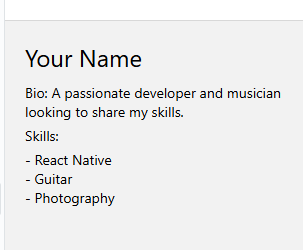 Your Name
Bio: A passionate developer and musician
looking to share my skills.
Skills:
- React Native
- Guitar
- Photography